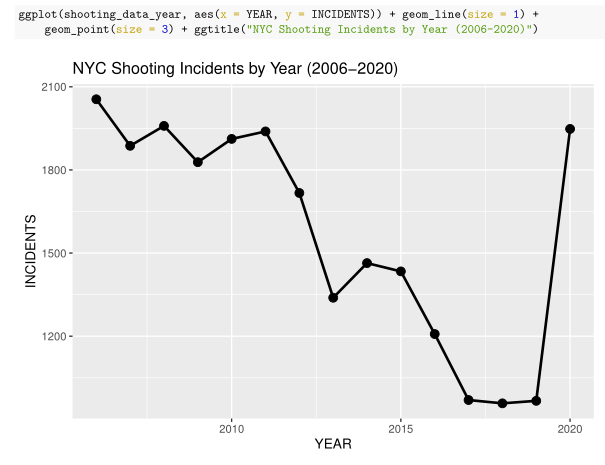 ggplot(shooting_data_year, aes(x = YEAR, y = INCIDENTS)) + geom_line(size = 1) +
geom_point(size = 3) + ggtitle("NYC Shooting Incidents by Year (2006-2020)")
NYC Shooting Incidents by Year (2006−2020)
2100
1800
1500
1200
INCIDENTS
2010
2015
2020
YEAR